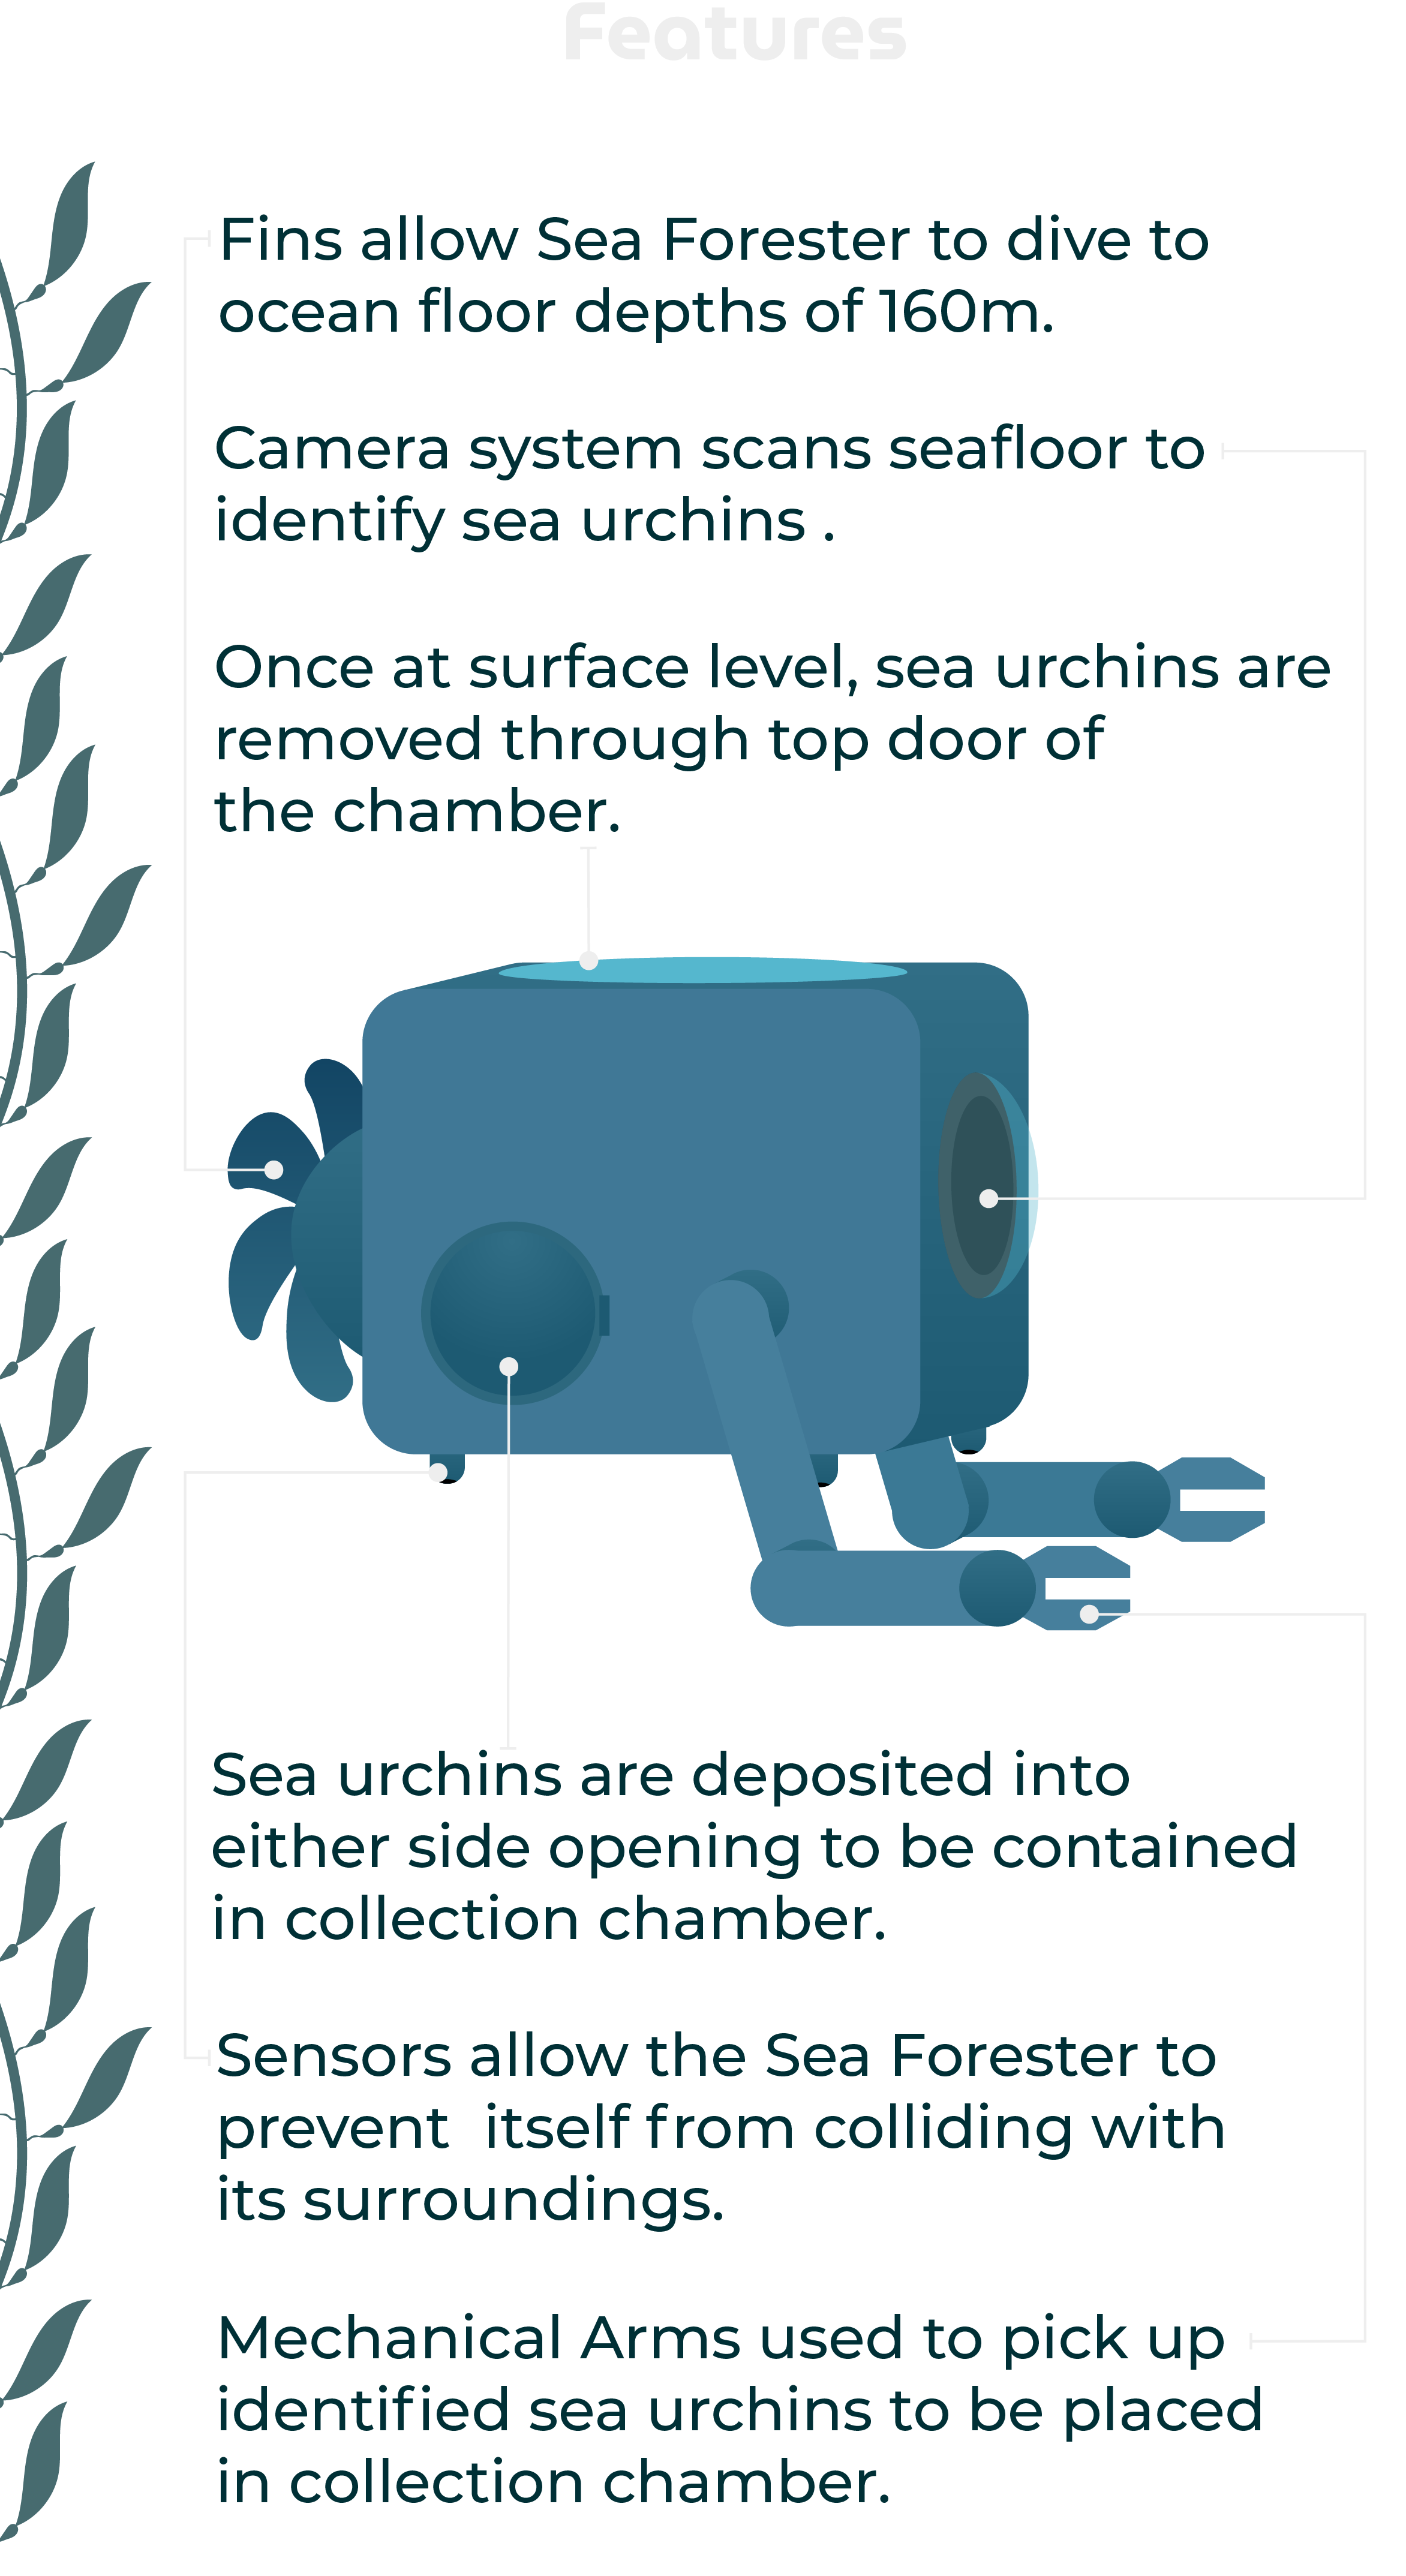 Features
Fins allow Sea Forester to dive to
ocean floor depths of 160m.
Camera system scans seafloor to
identify sea urchins .
Once at surface level, sea urchins are
removed through top door of
the chamber.
Sea urchins are deposited into
either side opening to be contained
in collection chamber.
Sensors allow the Sea Forester to
prevent  itself from colliding with
its surroundings.
Mechanical Arms used to pick up
identified sea urchins to be placed
in collection chamber.